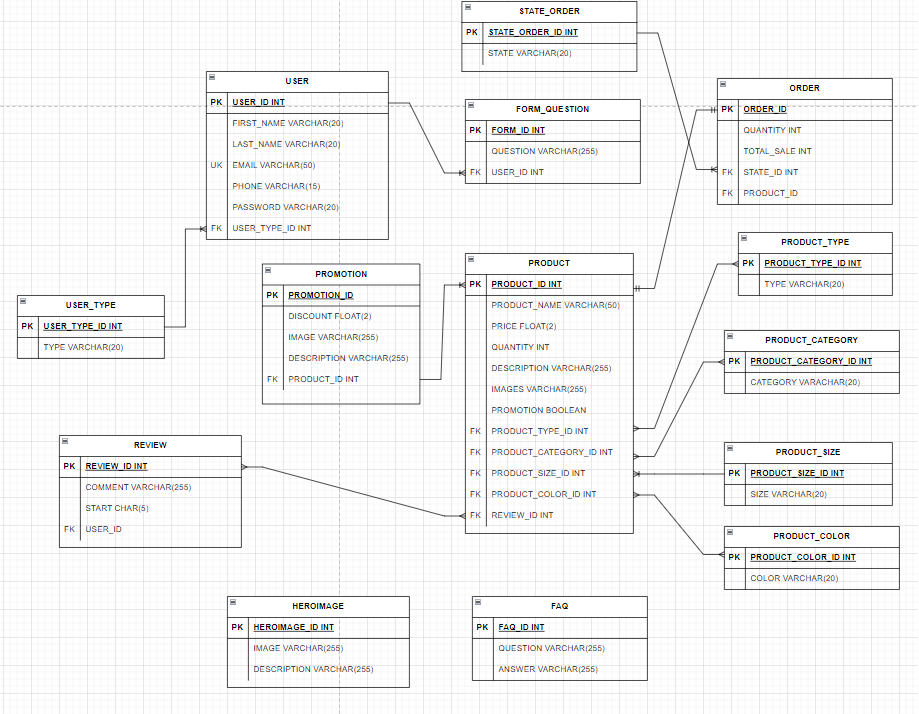 STATE_ORDER
PK STATE_ORDER_ID INT
STATE VARCHAR(20)
USER
PK USER_ID INT
FIRST_NAME VARCHAR(20)
LAST_NAME VARCHAR(20)
UK EMAIL VARCHAR(50)
PHONE VARCHAR(15)
PASSWORD VARCHAR(20)
FK USER_TYPE_ID INT
FORM_QUESTION
PK FORM_ID INT
QUESTION VARCHAR(255)
FK USER_ID INT
ORDER
PK ORDER_ID
QUANTITY INT
TOTAL_SALE INT
FK STATE_ID INT
FK PRODUCT_ID
USER_TYPE
PK USER_TYPE_ID INT
TYPE VARCHAR(20)
PROMOTION
PK PROMOTION_ID
DISCOUNT FLOAT(2)
IMAGE VARCHAR(255)
DESCRIPTION VARCHAR(255)
FK PRODUCT_ID INT
PRODUCT
PK PRODUCT_ID INT
PRODUCT_NAME VARCHAR(50)
PRICE FLOAT(2)
QUANTITY INT
DESCRIPTION VARCHAR(255)
IMAGES VARCHAR(255)
PROMOTION BOOLEAN
FK PRODUCT_TYPE_ID INT
FK PRODUCT_CATEGORY_ID INT
FK PRODUCT_SIZE_ID INT
FK PRODUCT_COLOR_ID INT
FK REVIEW_ID INT
PRODUCT_TYPE
PK PRODUCT_TYPE_ID INT
TYPE VARCHAR(20)
PRODUCT_CATEGORY
PK PRODUCT_CATEGORY_ID INT
CATEGORY VARACHAR(20)
PRODUCT_SIZE
PK PRODUCT_SIZE_ID INT
SIZE VARCHAR(20)
PRODUCT_COLOR
PK PRODUCT_COLOR_ID INT
COLOR VARCHAR(20)
REVIEW
PK REVIEW_ID INT
COMMENT VARCHAR(255)
START CHAR(5)
FK USER_ID
HEROIMAGE
PK HEROIMAGE_ID INT
IMAGE VARCHAR(255)
DESCRIPTION VARCHAR(255)
FAQ
PK FAQ_ID INT
QUESTION VARCHAR(255)
ANSWER VARCHAR(255)